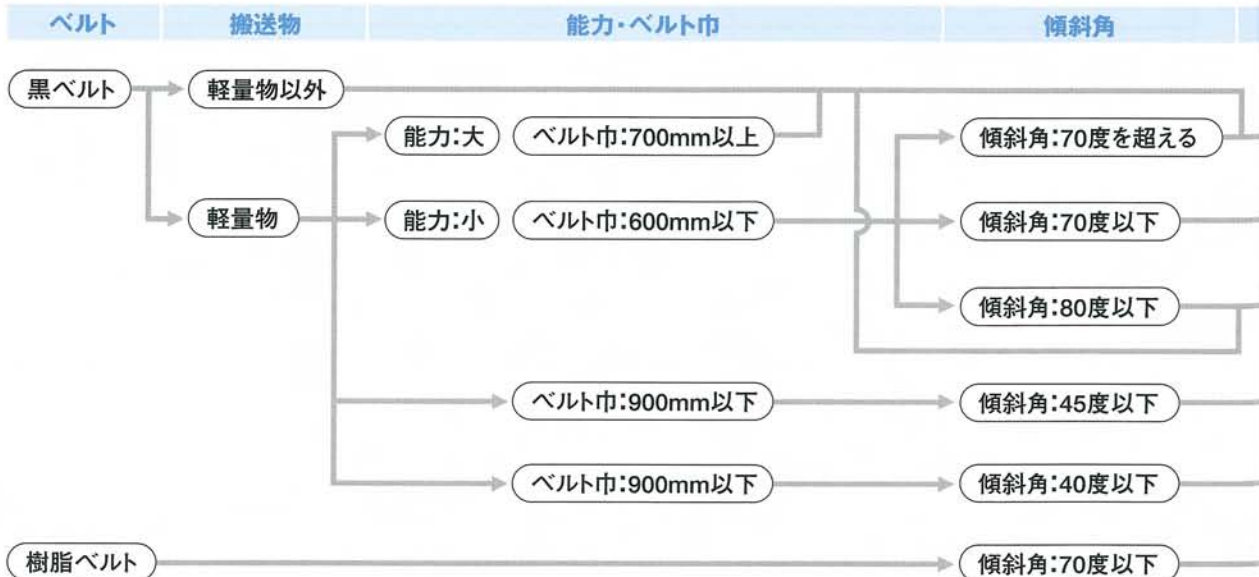 ベルト 搬送物 能力・ベルト巾 傾斜角
黒ベルト 軽量物以外
能力:大 ベルト巾:700mm以上 傾斜角:70度を超える
軽量物 能力:小 ベルト巾:600mm以下 傾斜角:70度以下
傾斜角:80度以下
ベルト巾:900mm以下 傾斜角:45度以下
ベルト巾:900mm以下 傾斜角:40度以下
樹脂ベルト 傾斜角:70度以下